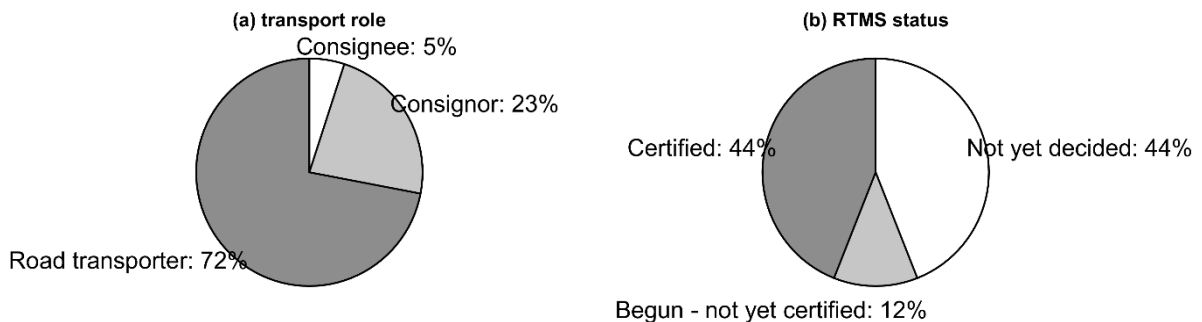 (a) transport role
Consignee: 5%
Consignor: 23%
Road transporter: 72%
(b) RTMS status
Certified: 44%
Not yet decided: 44%
Begun - not yet certified: 12%